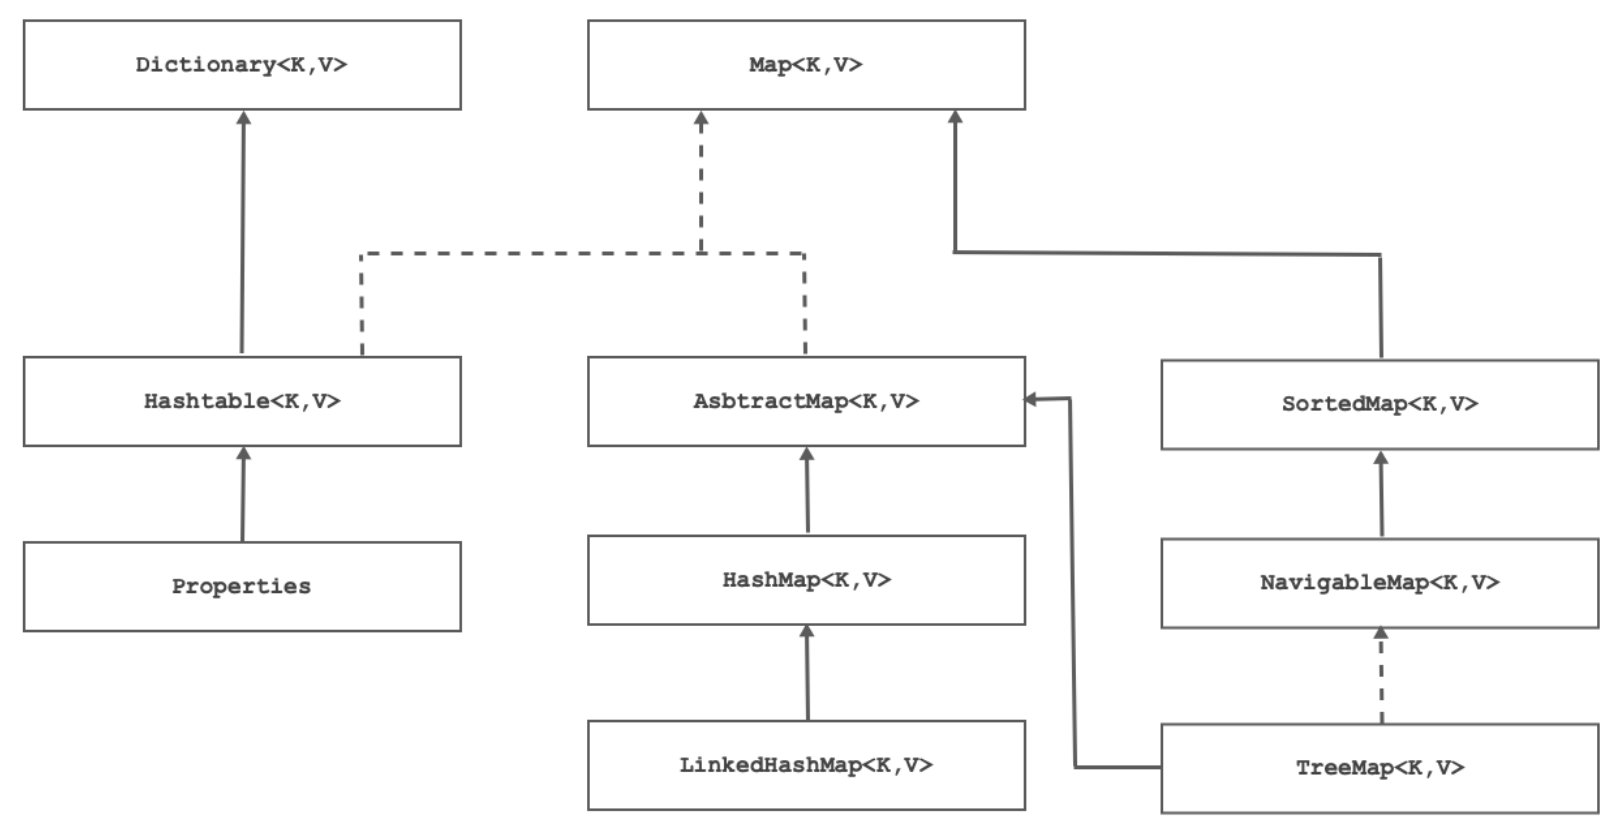 Dictionary<K,V>
Map<K,V>
Hashtable<K,V>
AsbtractMap<K,V>
SortedMap<K,V>
Properties
HashMap<K,V>
NavigableMap<K,V>
LinkedHashMap<K,V>
TreeMap<K,V>